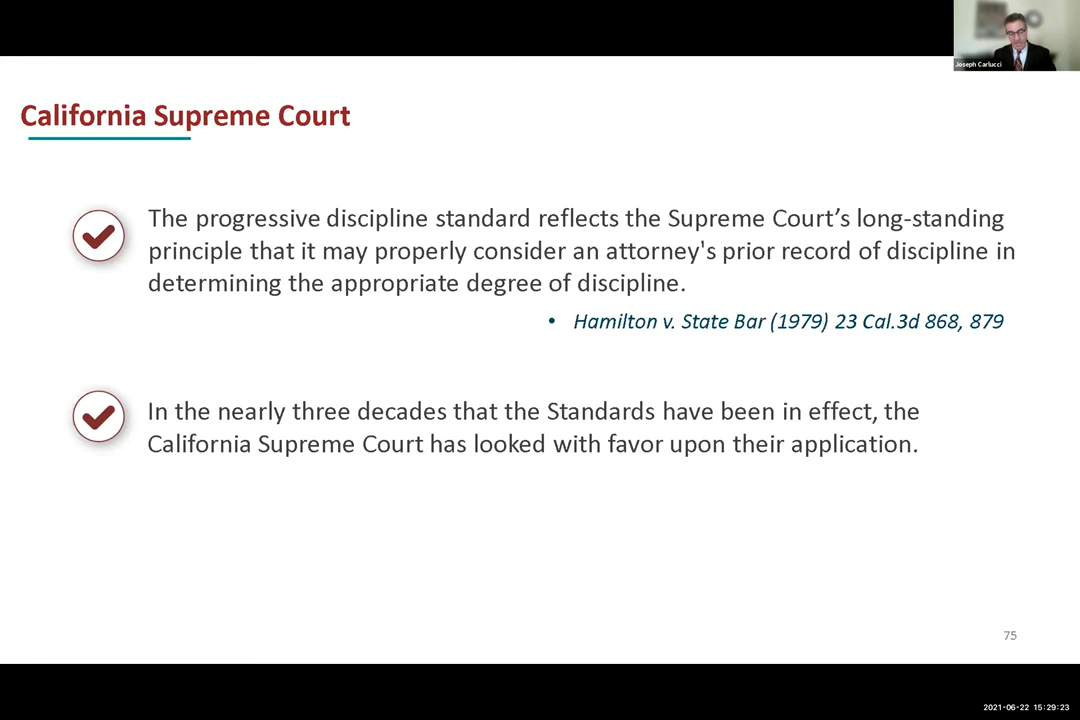 Joseph Carlucci
California Supreme Court
The progressive discipline standard reflects the Supreme Court’s long-standing
principle that it may properly consider an attorney's prior record of discipline in
determining the appropriate degree of discipline.
• Hamilton v. State Bar (1979) 23 Cal.3d 868, 879
In the nearly three decades that the Standards have been in effect, the
California Supreme Court has looked with favor upon their application.
75
2021-06-22 15:29:23